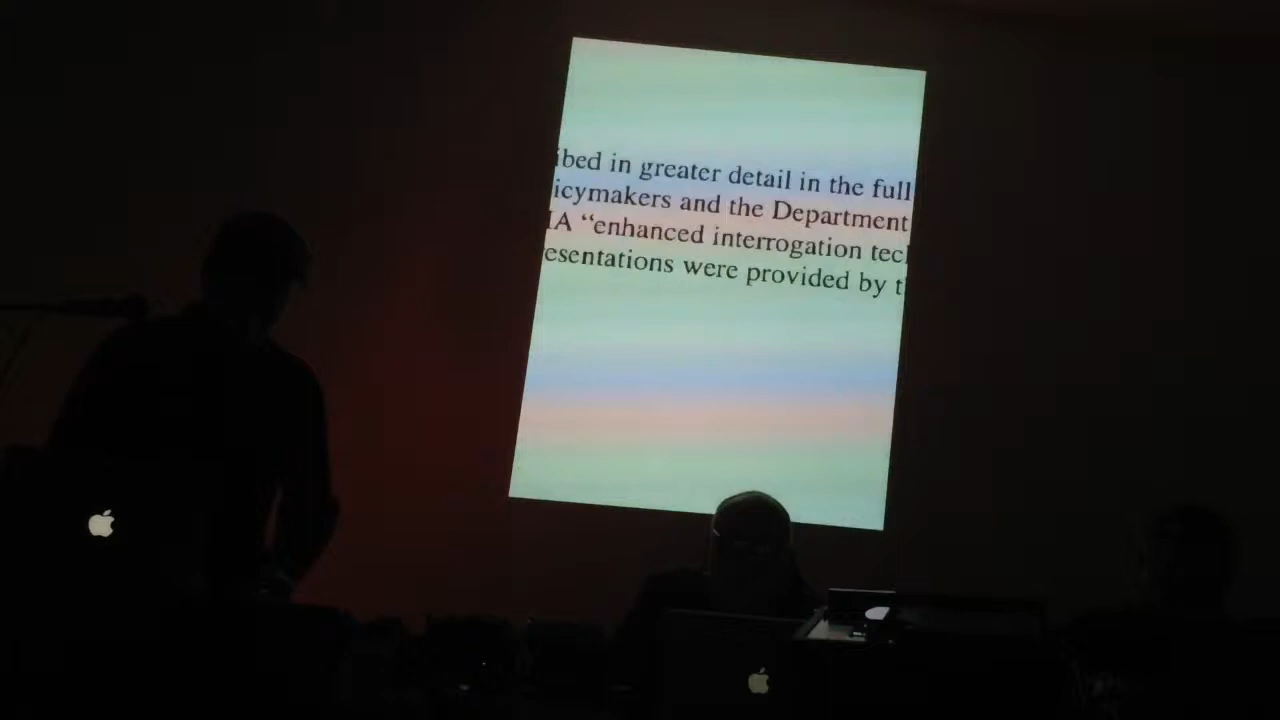 ibed in greater detail in the full
icymakers and the Department
IA “enhanced interrogation tec
esentations were provided by t